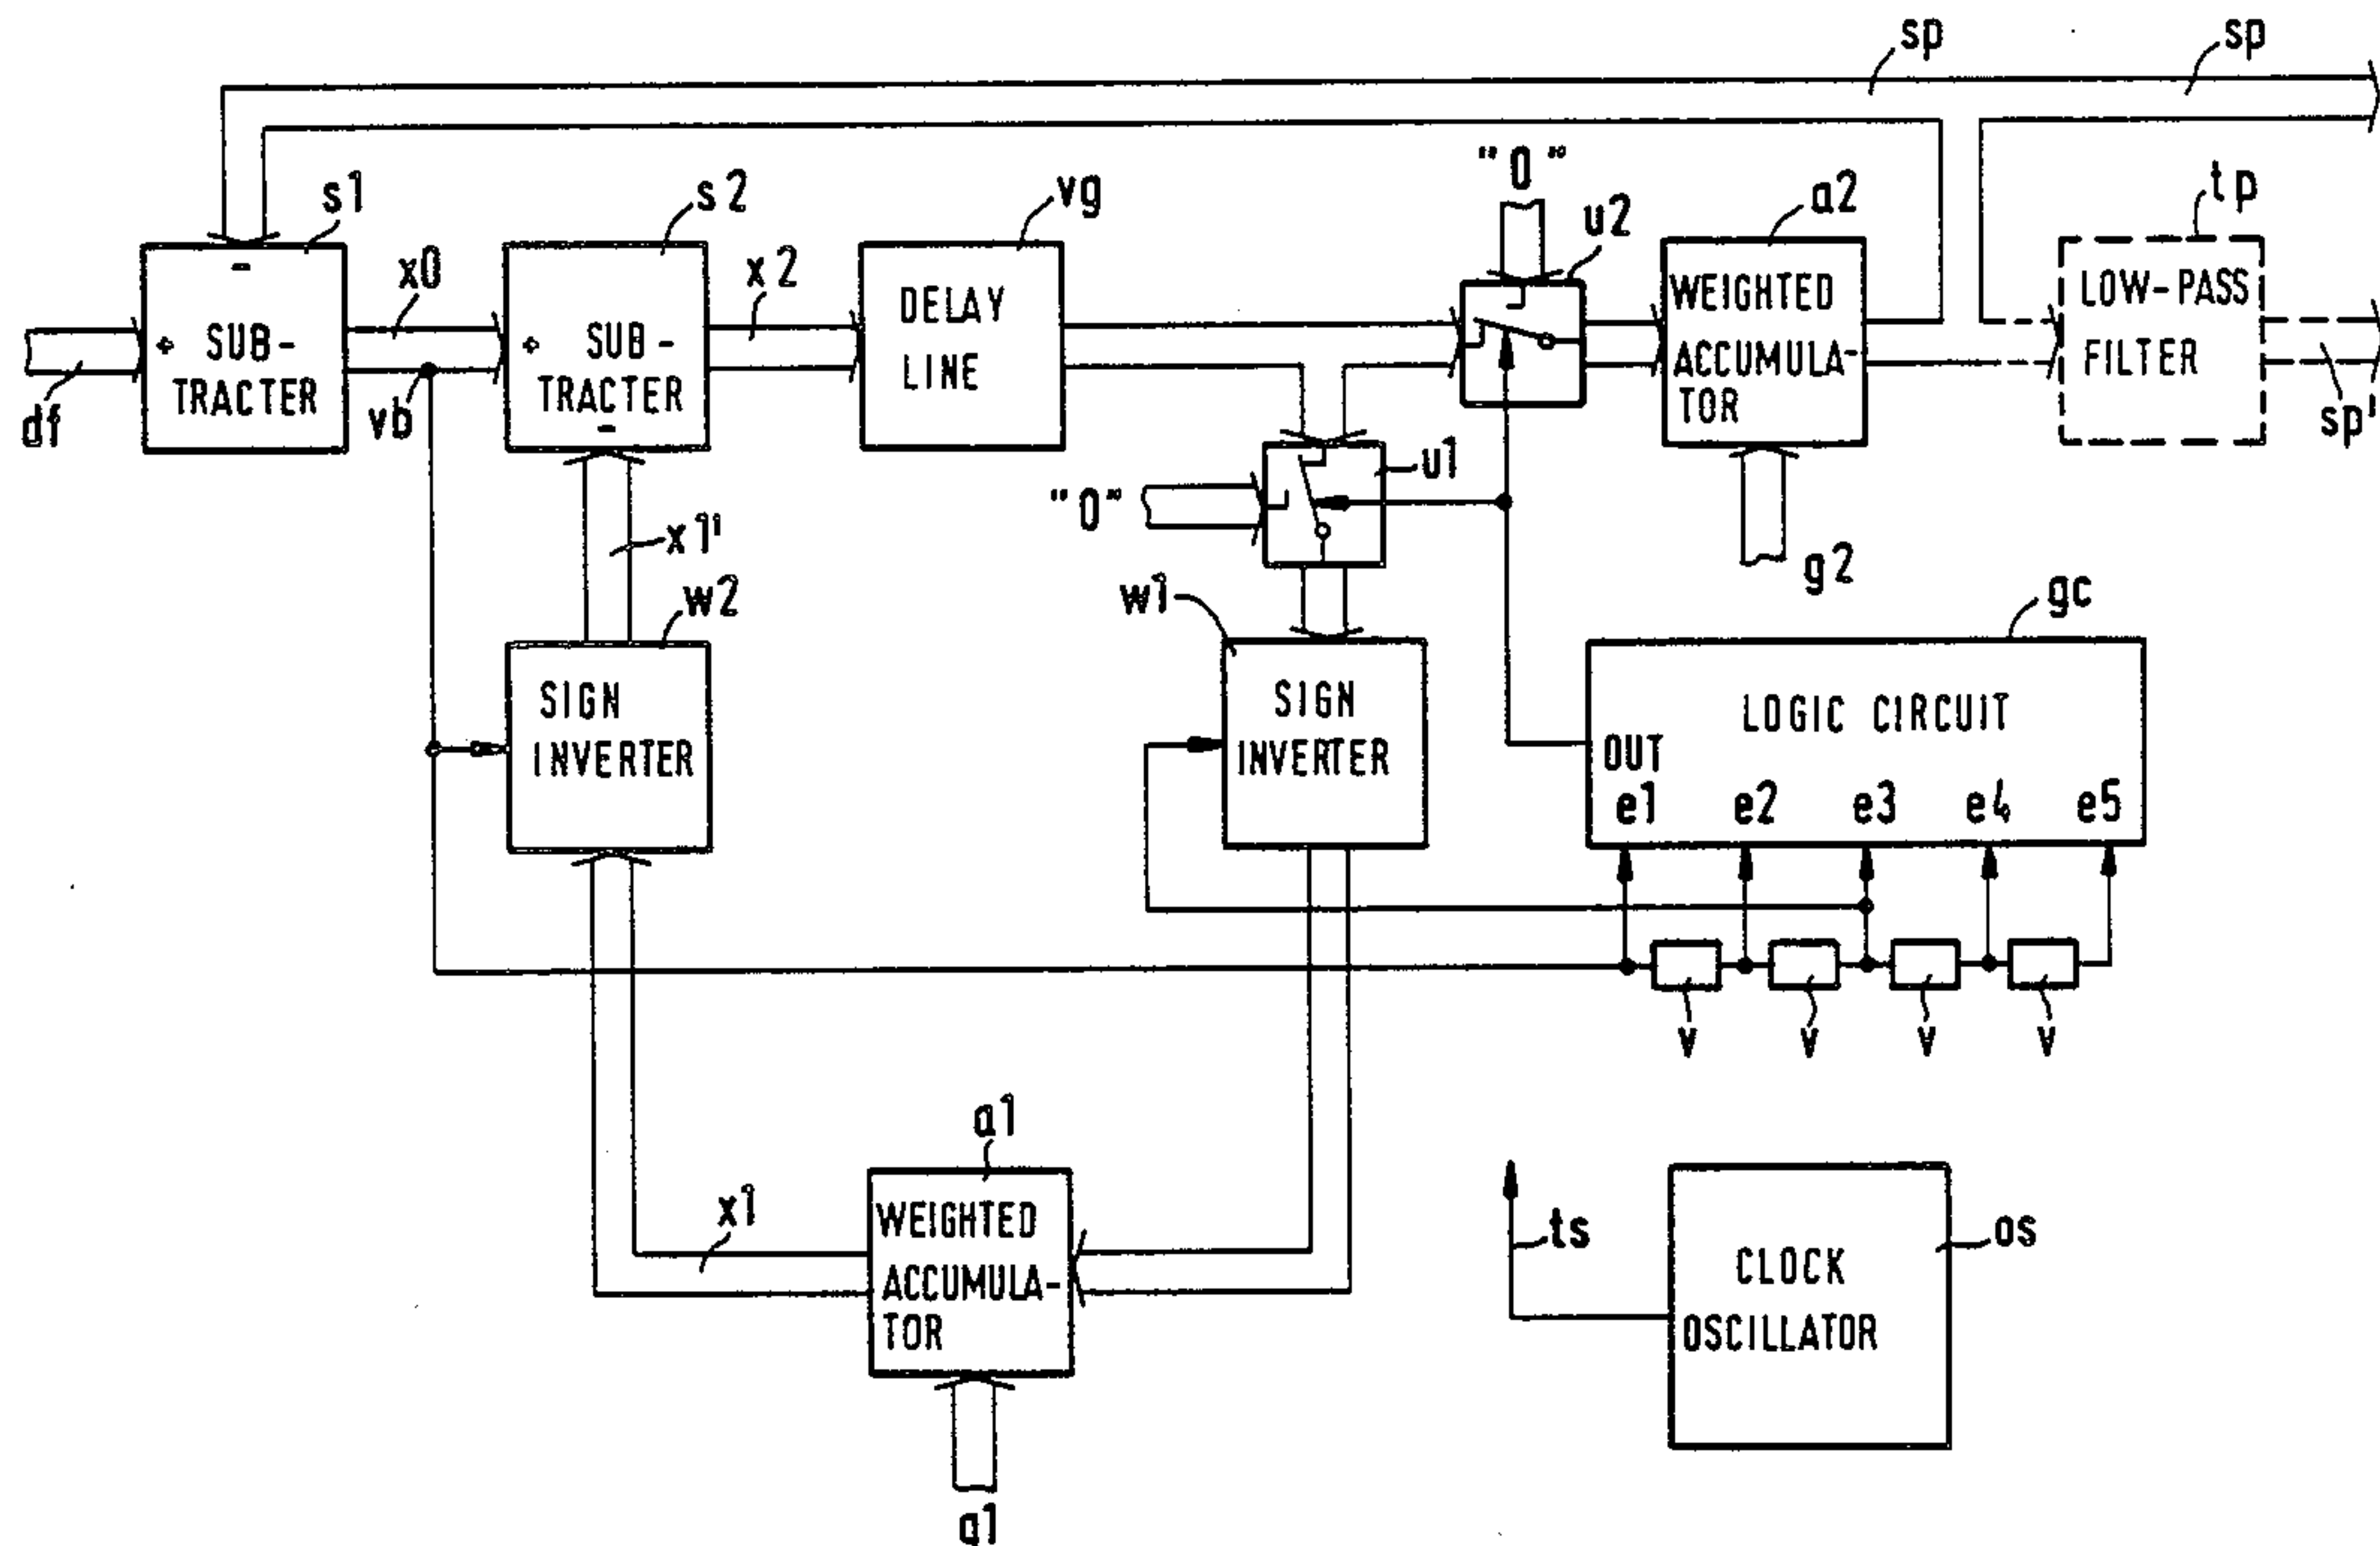 sp
sp
"0"
s1
s2
vg
u2
a2
tp
-
x0
x2
DELAY
LINE
WEIGHTED
ACCUMULA-
TOR
LOW-PASS
FILTER
+ SUB-
TRACTER
+ SUB-
TRACTER
-
df
vb
sp'
u1
"0"
x1'
g2
w2
w1
gc
SIGN
INVERTER
SIGN
INVERTER
LOGIC CIRCUIT
OUT
e1 e2 e3 e4 e5
v v v v
a1
x1
WEIGHTED
ACCUMULA-
TOR
ts
CLOCK
OSCILLATOR
os
g1